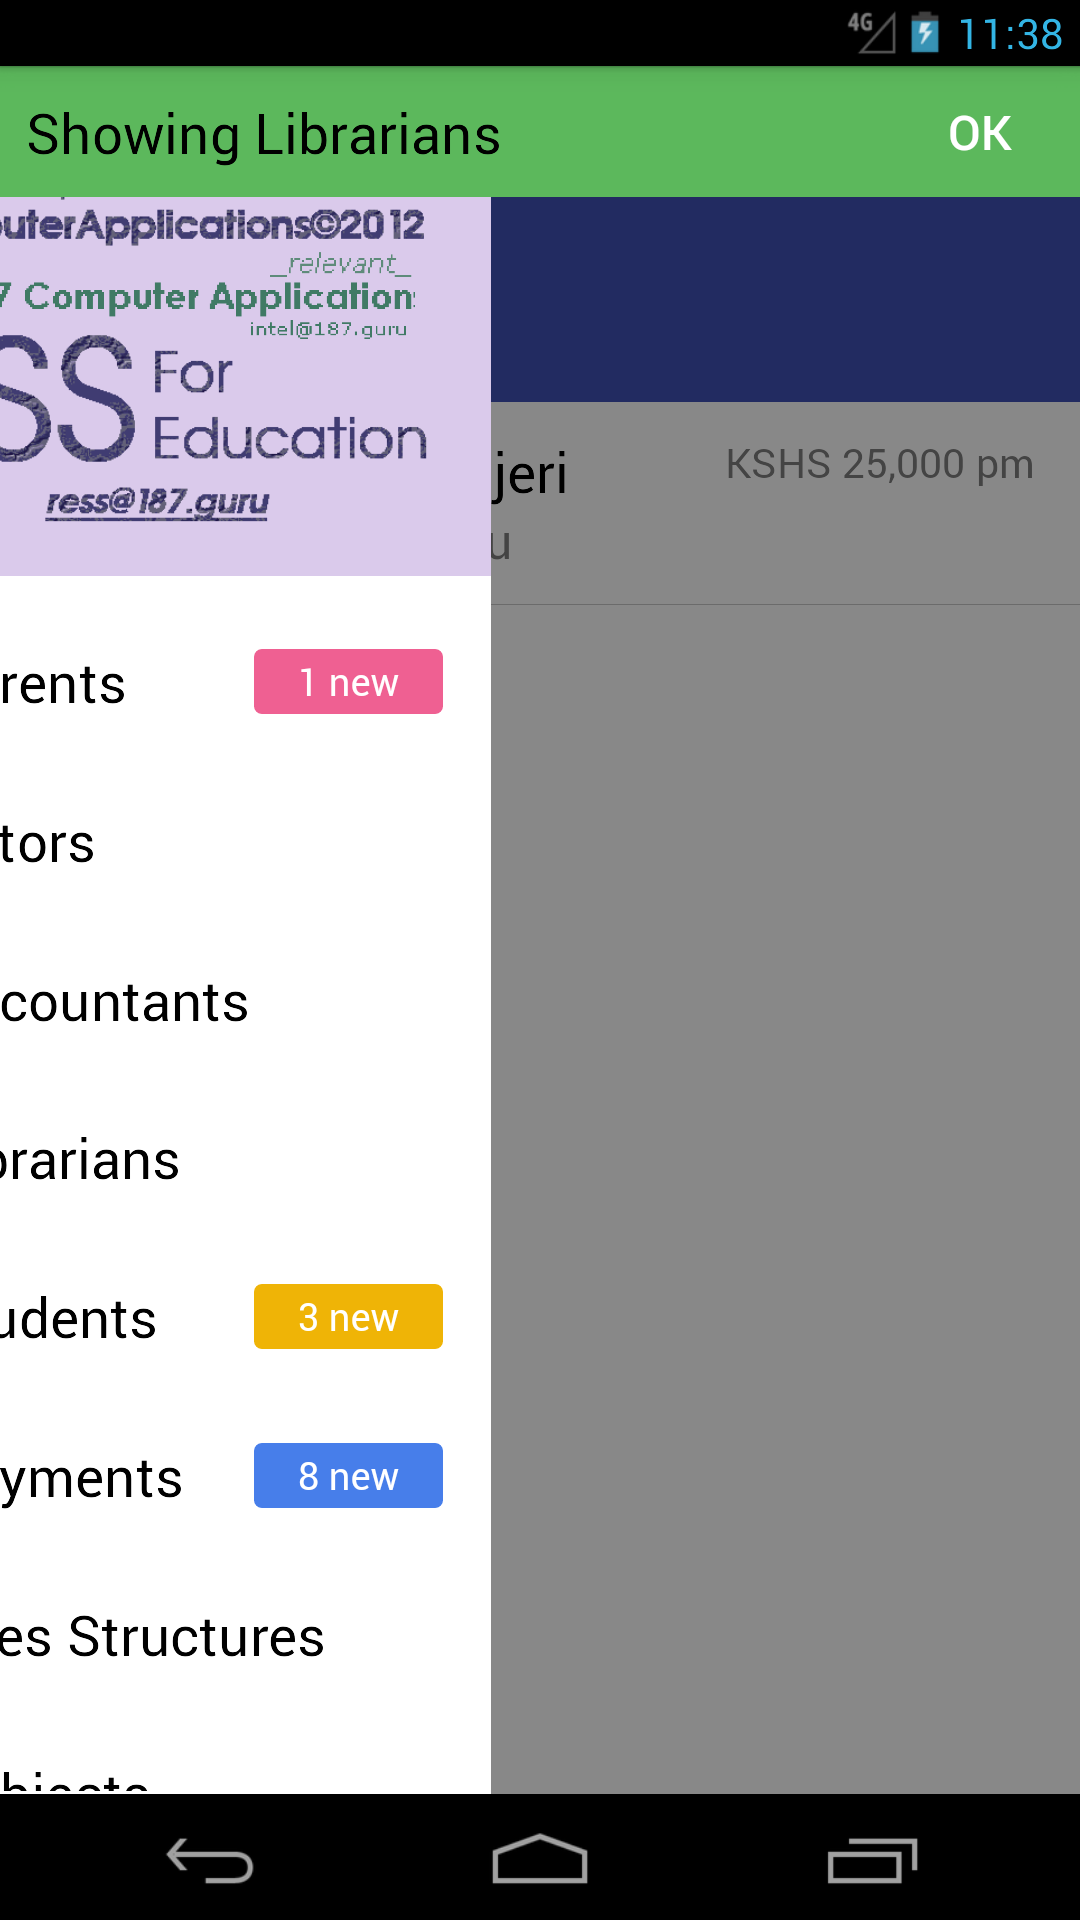 4G 11:38
Showing Librarians OK
uterApplications©2012
_relevant_
7 Computer Application
intel@187.guru
SS For
Education
ress@187.guru
jeri KSHS 25,000 pm
u
rents 1 new
tors
countants
brarians
udents 3 new
yments 8 new
es Structures
bjects